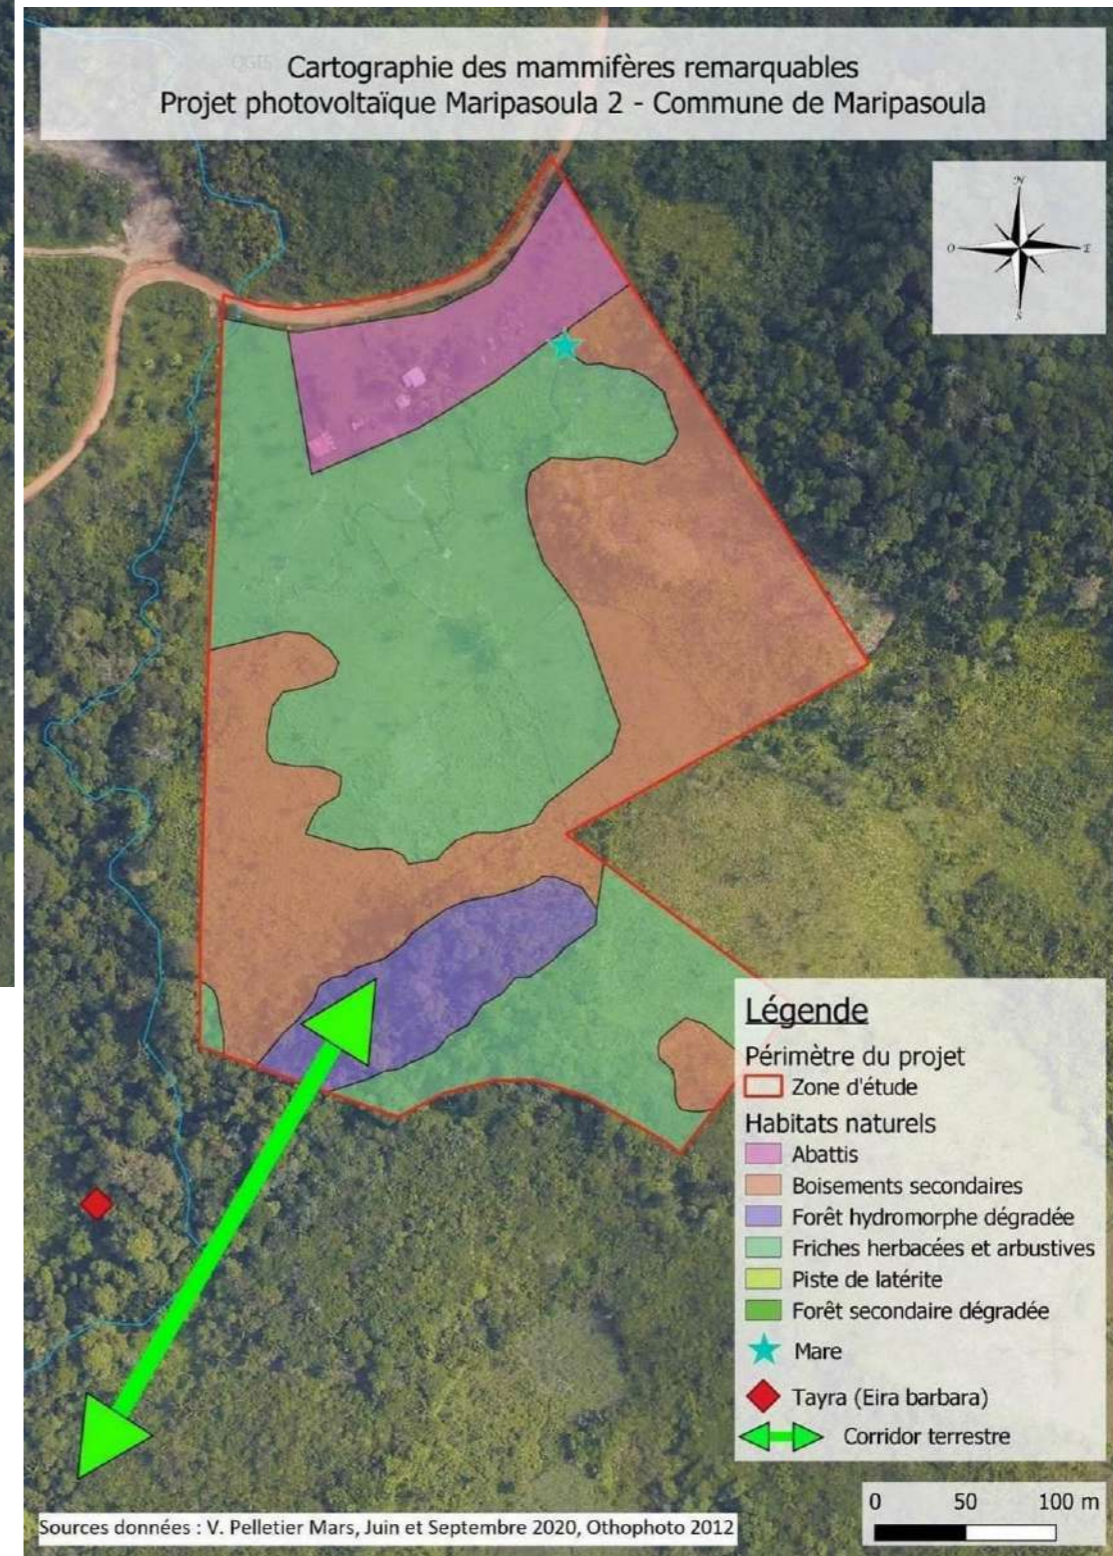 Cartographie des mammifères remarquables
Projet photovoltaïque Maripasoula 2 - Commune de Maripasoula
N
O
E
S
Légende
Périmètre du projet
Zone d'étude
Habitats naturels
Abattis
Boisements secondaires
Forêt hydromorphe dégradée
Friches herbacées et arbustives
Piste de latérite
Forêt secondaire dégradée
Mare
Tayra (Eira barbara)
Corridor terrestre
0 50 100 m
Sources données : V. Pelletier Mars, Juin et Septembre 2020, Othophoto 2012